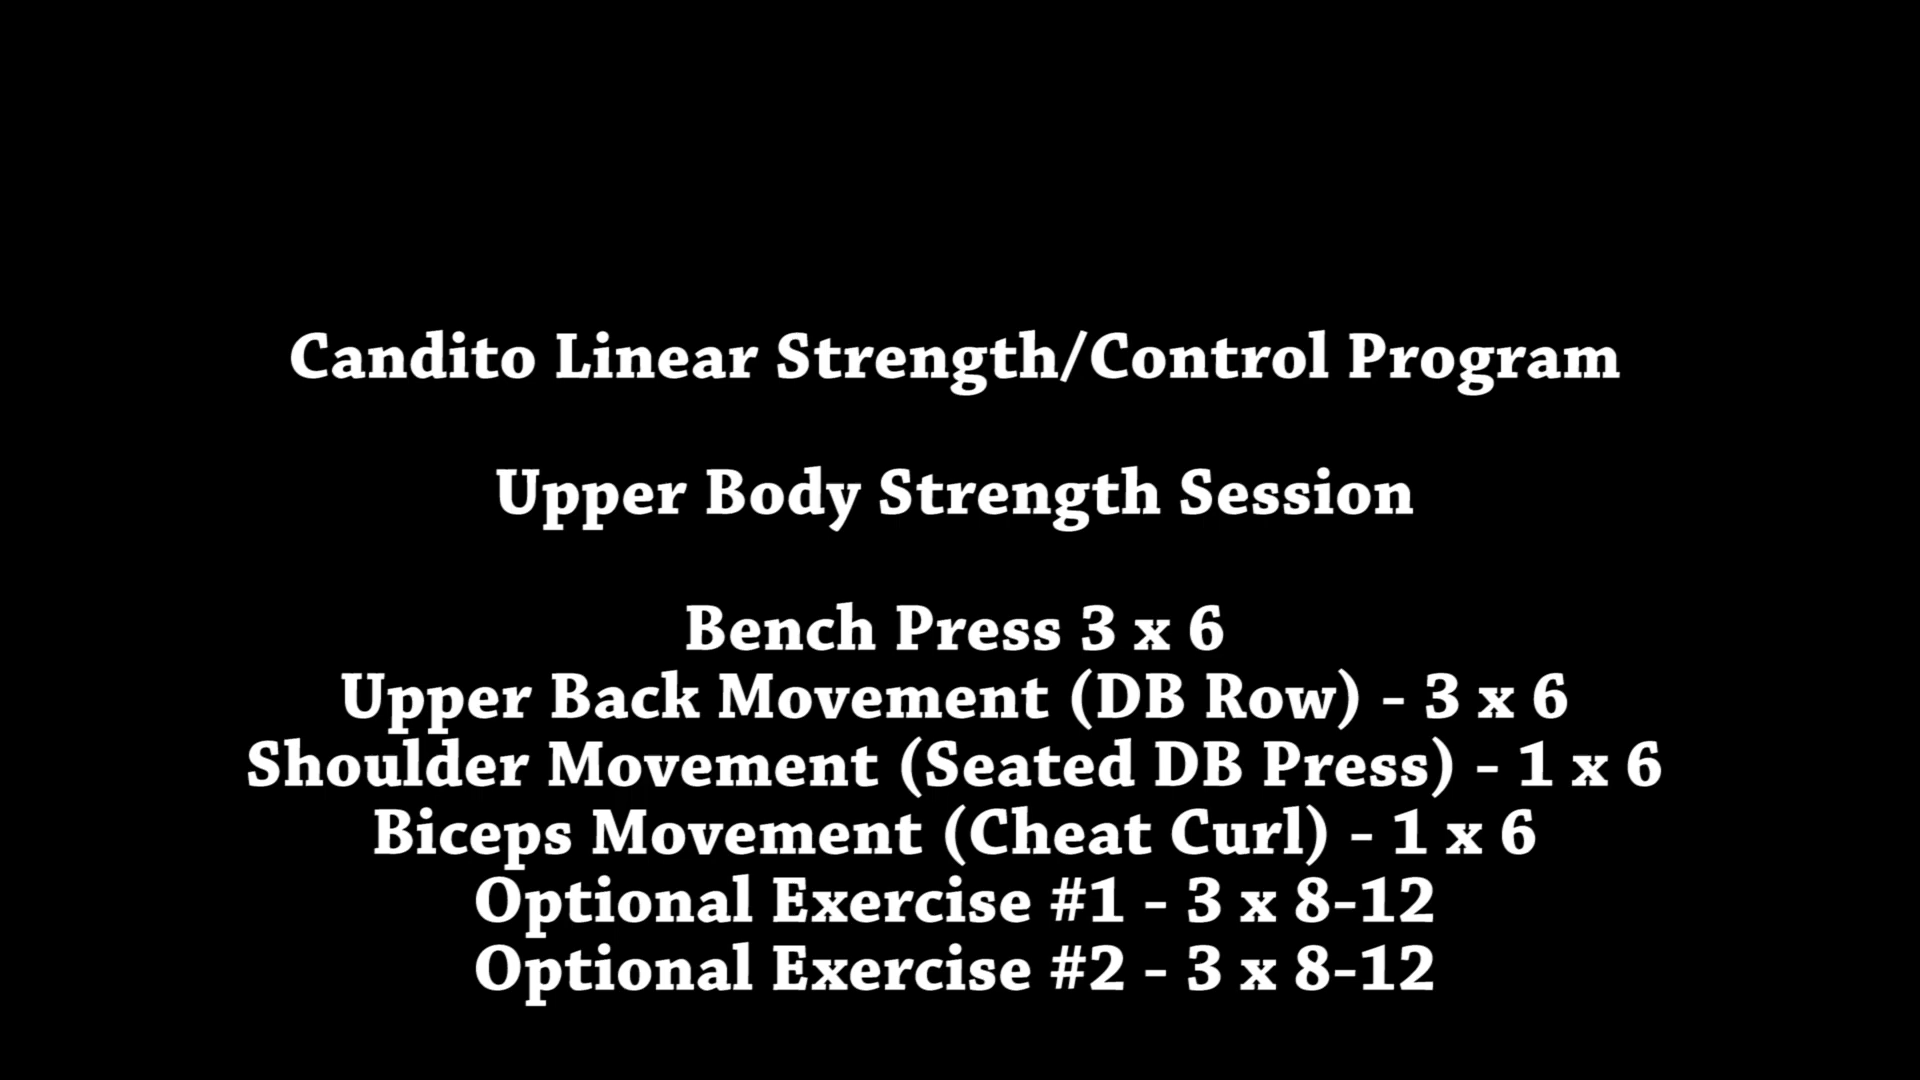 Candito Linear Strength/Control Program
Upper Body Strength Session
Bench Press 3 x 6
Upper Back Movement (DB Row) - 3 x 6
Shoulder Movement (Seated DB Press) - 1 x 6
Biceps Movement (Cheat Curl) - 1 x 6
Optional Exercise #1 - 3 x 8-12
Optional Exercise #2 - 3 x 8-12